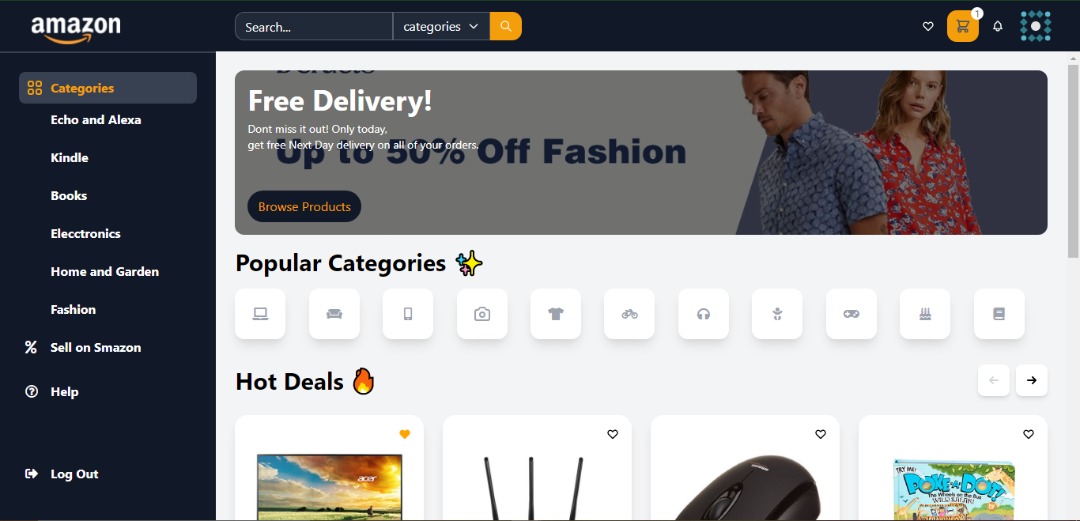 amazon
Search...
categories
1
Categories
Echo and Alexa
Kindle
Books
Elecctronics
Home and Garden
Fashion
Sell on Smazon
Help
Log Out
Free Delivery!
Dont miss it out! Only today,
get free Next Day delivery on all of your orders.
Up to 50% Off Fashion
Browse Products
Popular Categories
Hot Deals
acer
TRY ME!
POKE-A-DOT!
The Wheels on the Bus
WILD SAFARI